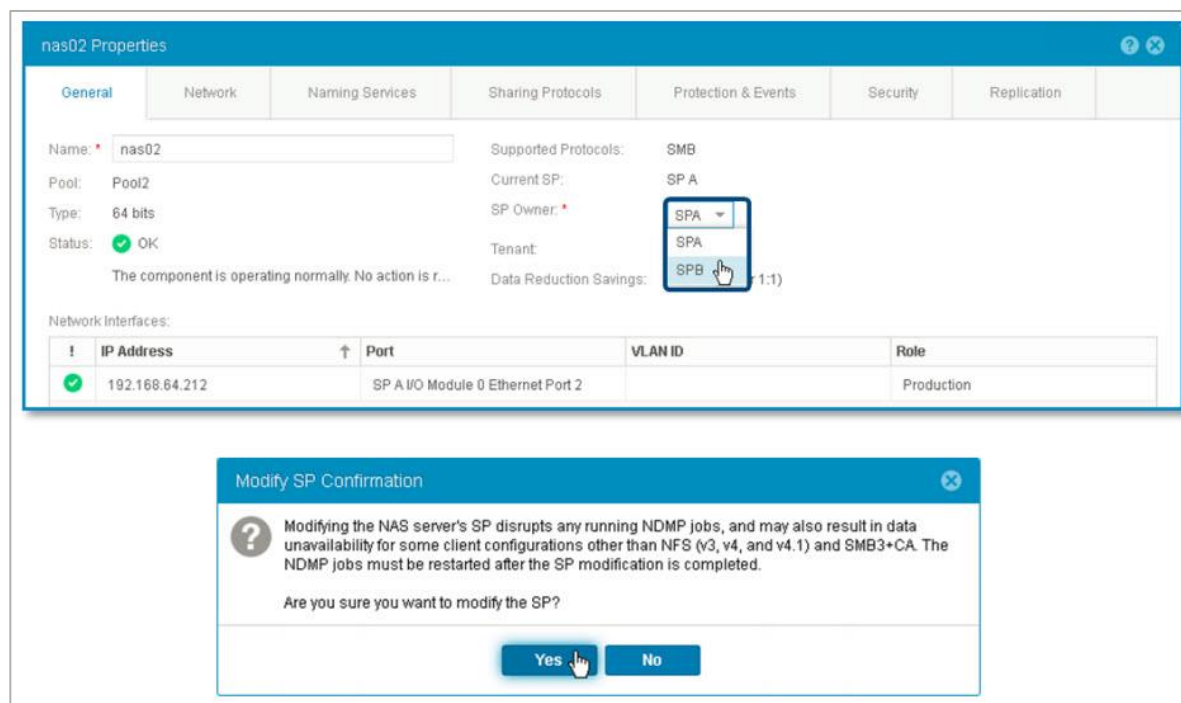 nas02 Properties
General Network Naming Services Sharing Protocols Protection & Events Security Replication
Name: * nas02
Supported Protocols: SMB
Pool: Pool2
Current SP: SP A
Type: 64 bits
SP Owner: * SPA
Status: OK
SPA
Tenant:
The component is operating normally. No action is r...
SPB
Data Reduction Savings: 1:1)
Network Interfaces:
! IP Address Port VLAN ID Role
192.168.64.212 SP A I/O Module 0 Ethernet Port 2 Production
Modify SP Confirmation
Modifying the NAS server's SP disrupts any running NDMP jobs, and may also result in data
unavailability for some client configurations other than NFS (v3, v4, and v4.1) and SMB3+CA. The
NDMP jobs must be restarted after the SP modification is completed.
Are you sure you want to modify the SP?
Yes No